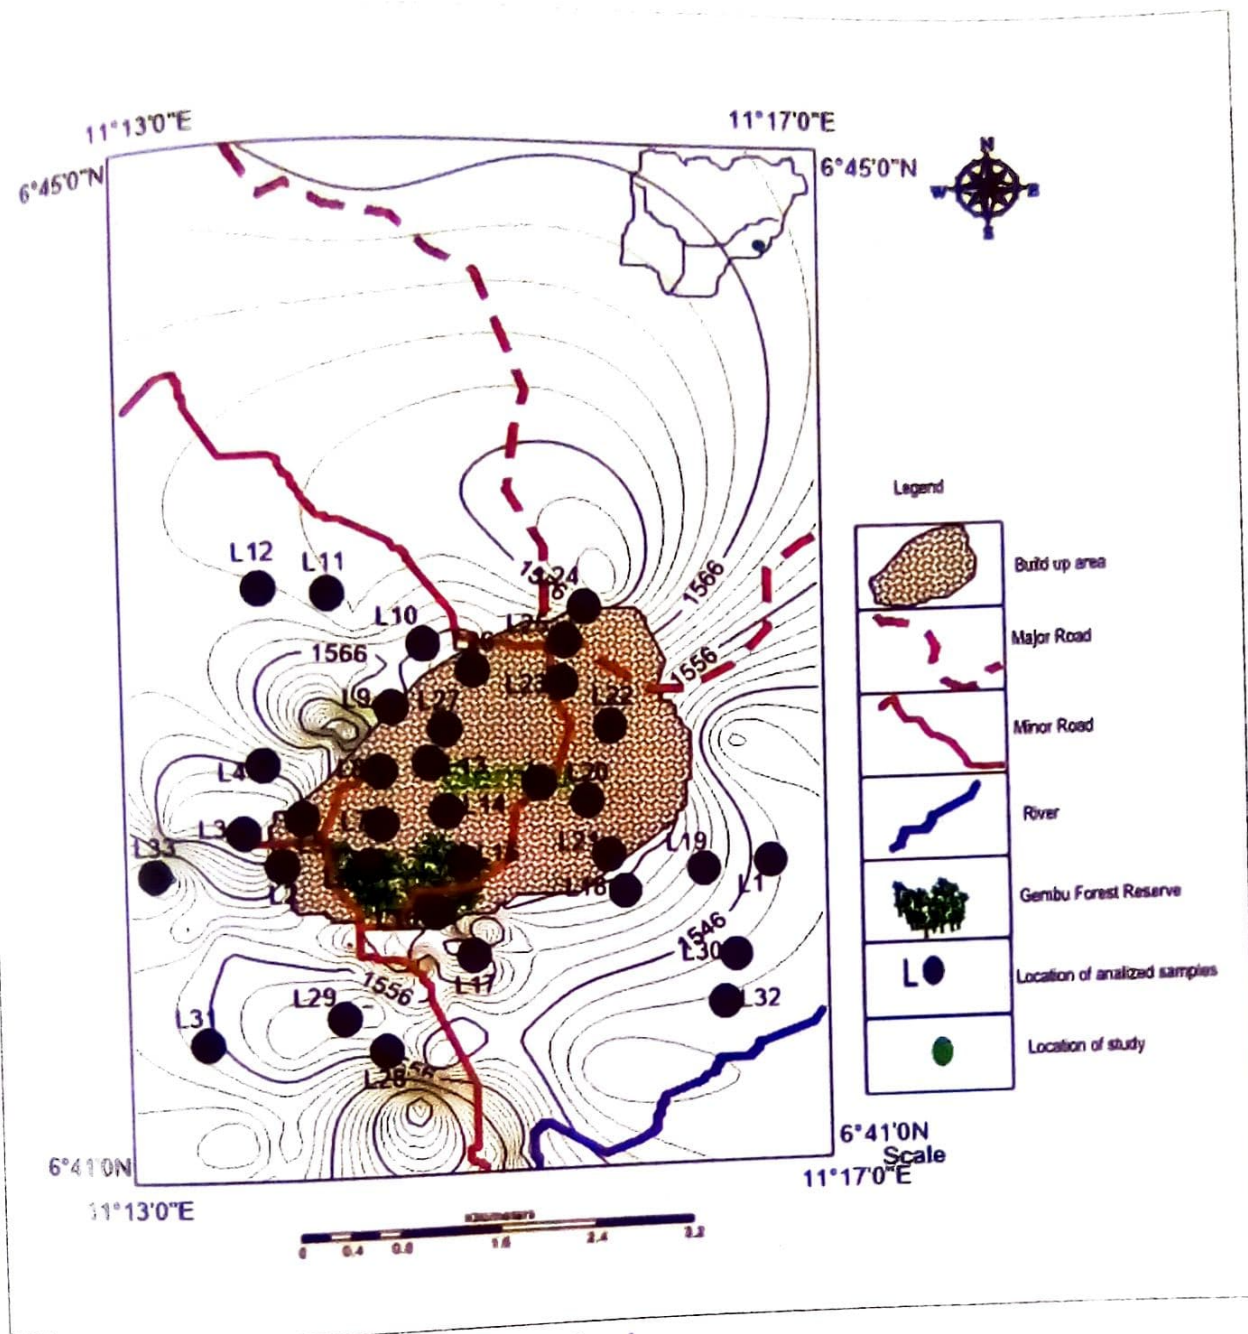 11°13'0"E
11°17'0"E
6°45'0"N
6°45'0"N
N
W
E
S
Legend
L12
L11
1566
L10
Build up area
1566
1556
Major Road
L9
L27
L23
L22
Minor Road
L4
L20
L14
River
L3
L33
L21
L19
L1
L2
L18
Gembu Forest Reserve
1546
L30
L17
1556
L29
L32
L Location of analized samples
L31
L28
Location of study
6°41'0N
6°41'0N
Scale
11°17'0"E
11°13'0"E
Kilometers
0 0.4 0.8 1.6 2.4 3.2